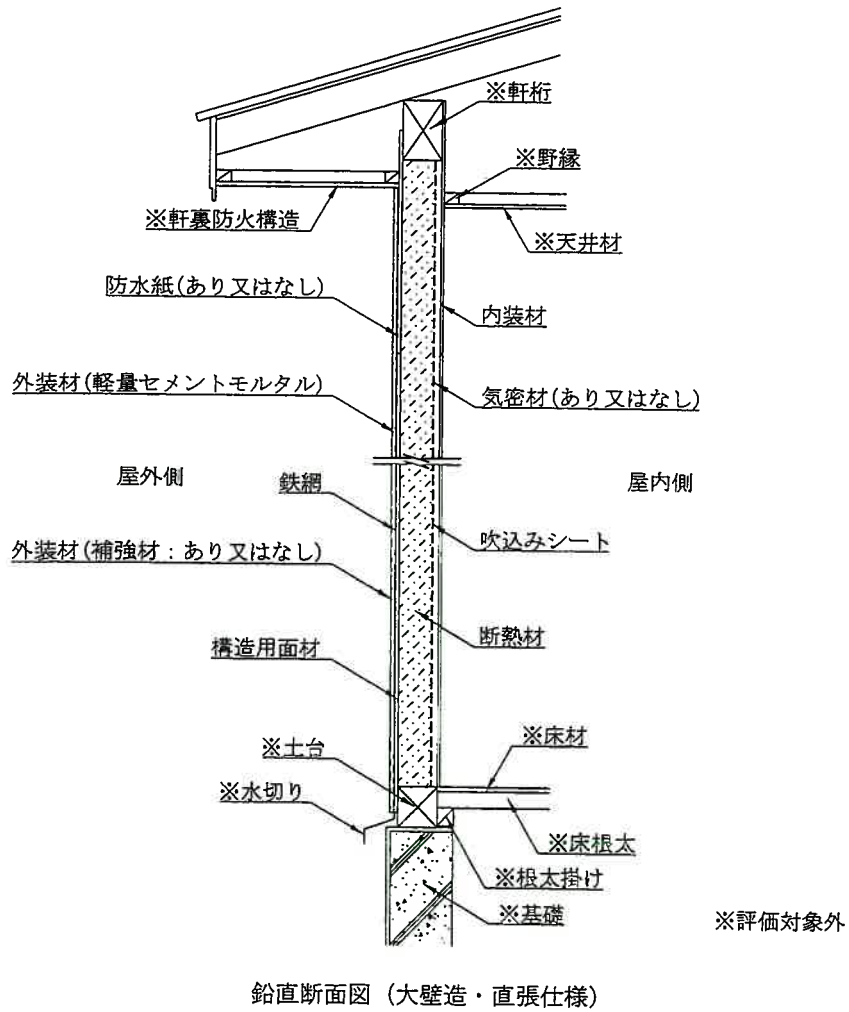 ※軒桁
※野縁
※軒裏防火構造
※天井材
防水紙(あり又はなし)
内装材
外装材(軽量セメントモルタル)
気密材(あり又はなし)
屋外側
鉄網
屋内側
外装材(補強材：あり又はなし)
吹込みシート
断熱材
構造用面材
※土台
※床材
※水切り
※床根太
※根太掛け
※基礎
※評価対象外
鉛直断面図（大壁造・直張仕様）